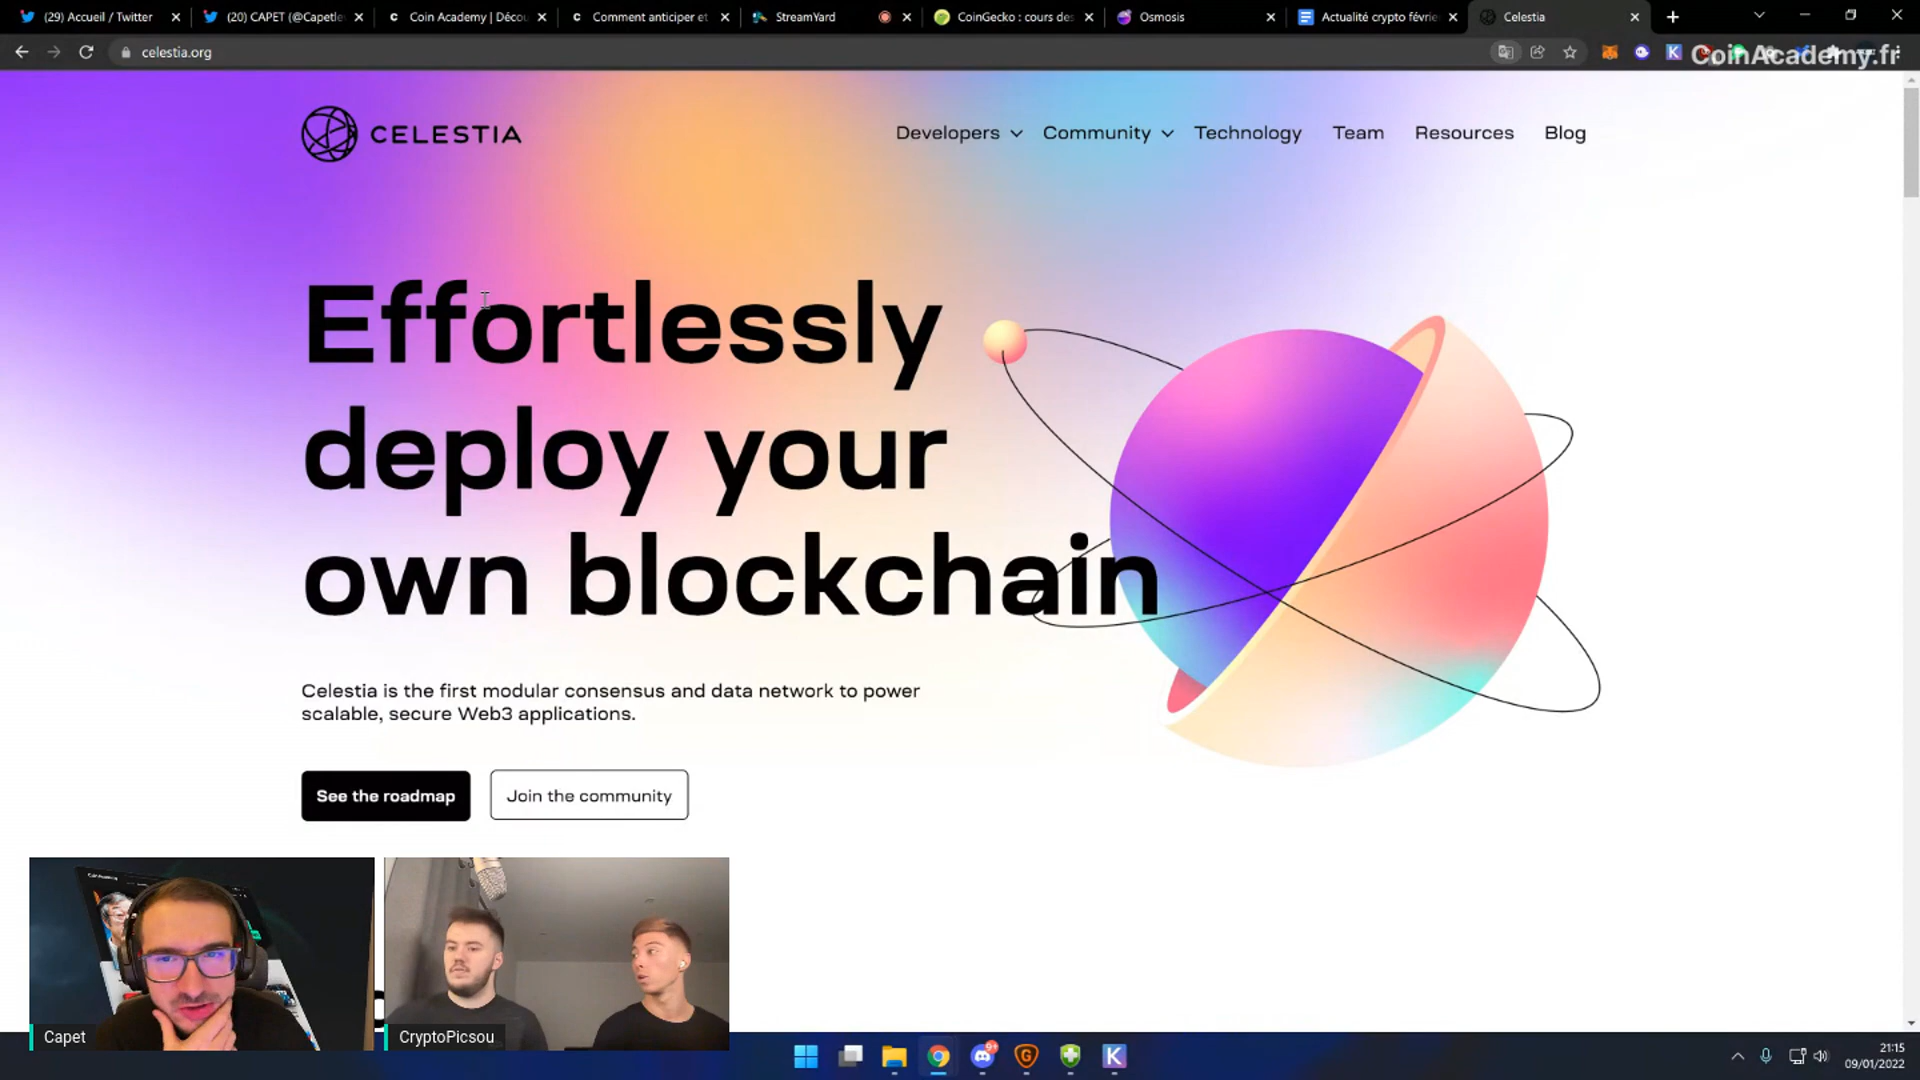 (29) Accueil / Twitter
(20) CAPET (@Capetle
Coin Academy | Décou
Comment anticiper et
StreamYard
CoinGecko : cours des
Osmosis
Actualité crypto févrie
Celestia
celestia.org
CoinAcademy.fr
CELESTIA
Developers
Community
Technology
Team
Resources
Blog
Effortlessly
deploy your
own blockchain
Celestia is the first modular consensus and data network to power
scalable, secure Web3 applications.
See the roadmap
Join the community
Capet
CryptoPicsou
21:15
09/01/2022